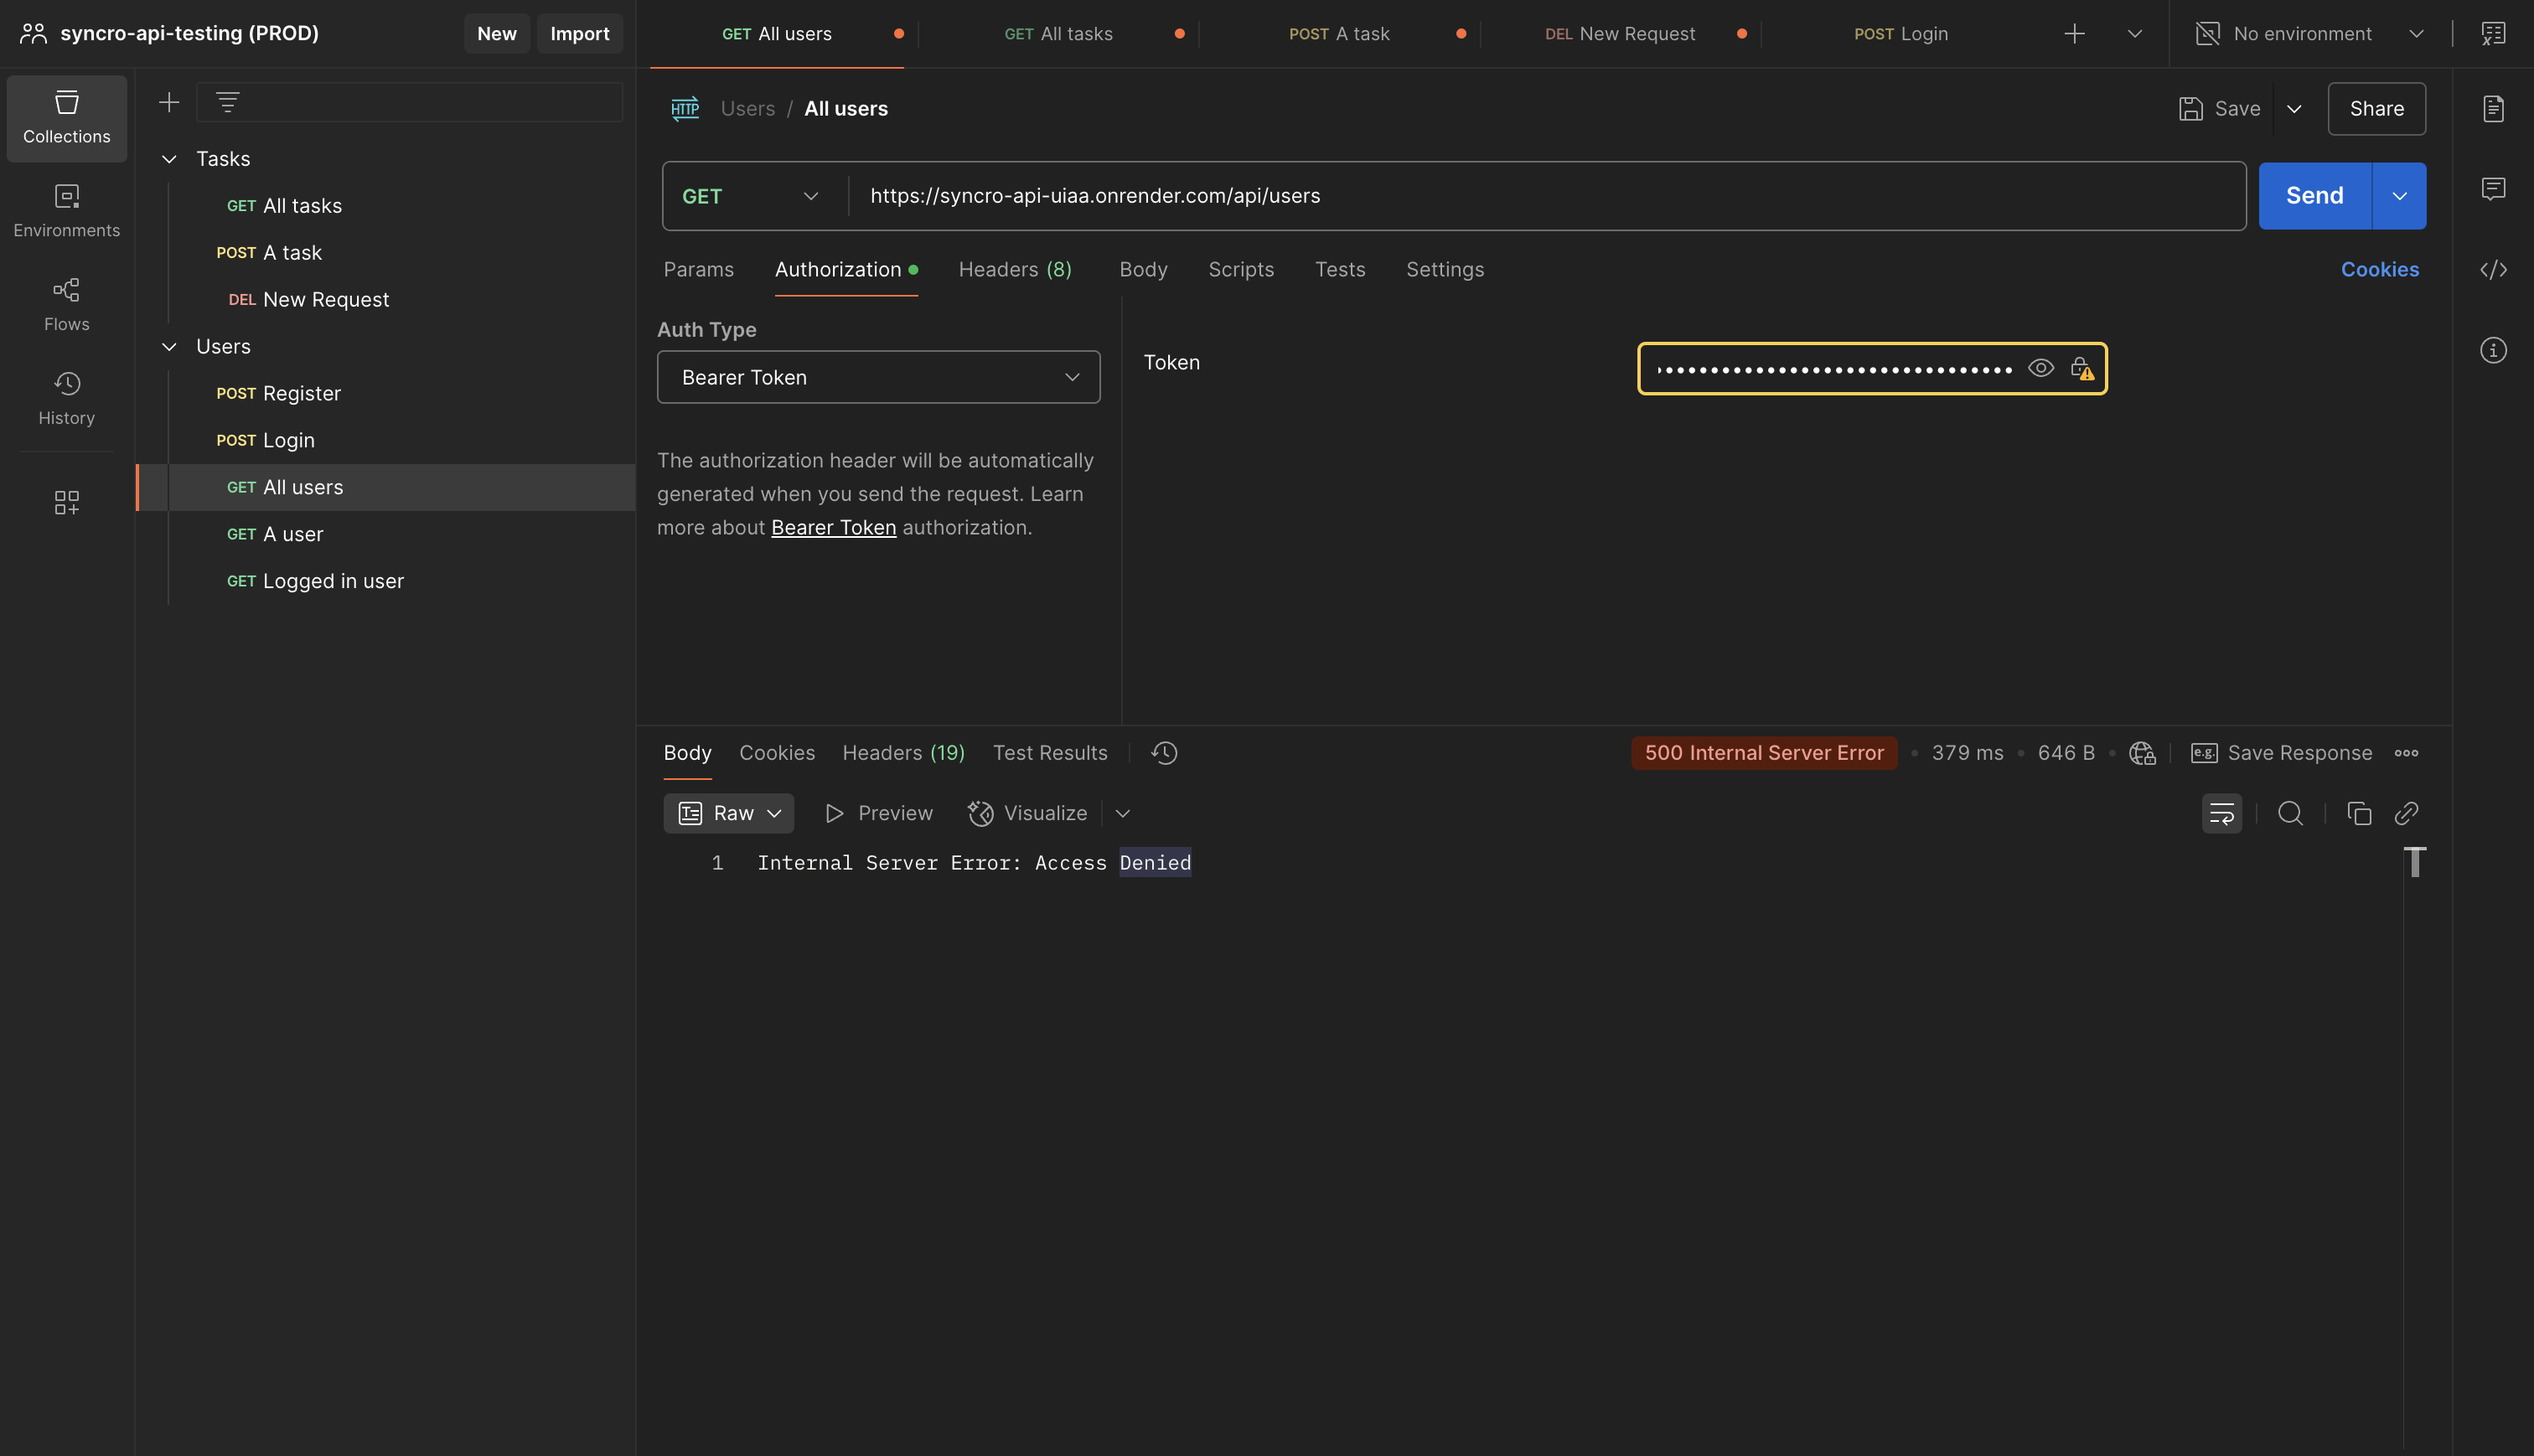 syncro-api-testing (PROD)
New
Import
GET All users
GET All tasks
POST A task
DEL New Request
POST Login
No environment
Collections
Environments
Flows
History
Tasks
GET All tasks
POST A task
DEL New Request
Users
POST Register
POST Login
GET All users
GET A user
GET Logged in user
HTTP
Users / All users
Save
Share
GET
https://syncro-api-uiaa.onrender.com/api/users
Send
Params
Authorization
Headers (8)
Body
Scripts
Tests
Settings
Cookies
Auth Type
Bearer Token
The authorization header will be automatically
generated when you send the request. Learn
more about Bearer Token authorization.
Token
Body
Cookies
Headers (19)
Test Results
500 Internal Server Error
379 ms
646 B
e.g.
Save Response
Raw
Preview
Visualize
1
Internal Server Error: Access Denied